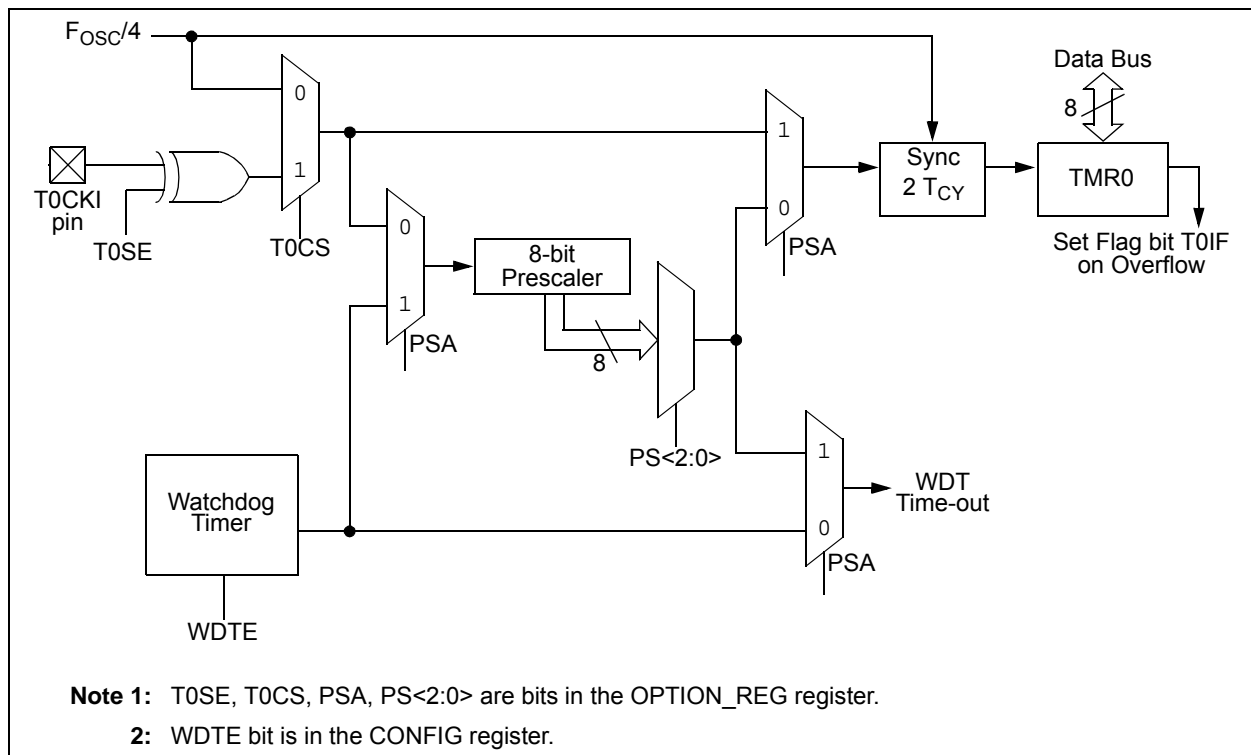 FOSC/4
Data Bus
0
8
1
1
Sync
2 TCY
TMR0
T0CKI
pin
T0SE
T0CS
0
8-bit
Prescaler
0
PSA
Set Flag bit T0IF
on Overflow
1
PSA
8
PS<2:0>
1
WDT
Time-out
Watchdog
Timer
0
PSA
WDTE
Note 1: T0SE, T0CS, PSA, PS<2:0> are bits in the OPTION_REG register.
2: WDTE bit is in the CONFIG register.